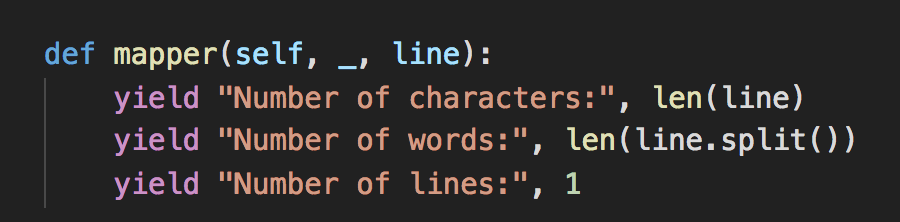 def mapper(self, _, line):
    yield "Number of characters:", len(line)
    yield "Number of words:", len(line.split())
    yield "Number of lines:", 1